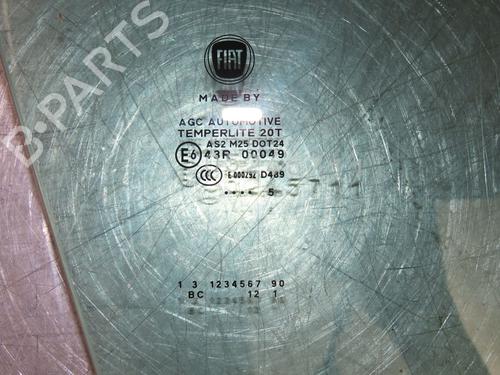 B-PARTS
FIAT
MADE BY
AGC AUTOMOTIVE
TEMPERLITE 20T
AS2 M25 DOT24
E6 43R-00049
CCC E000292 D489
.... 5
3711
1 3 1234567 90
BC 12 1